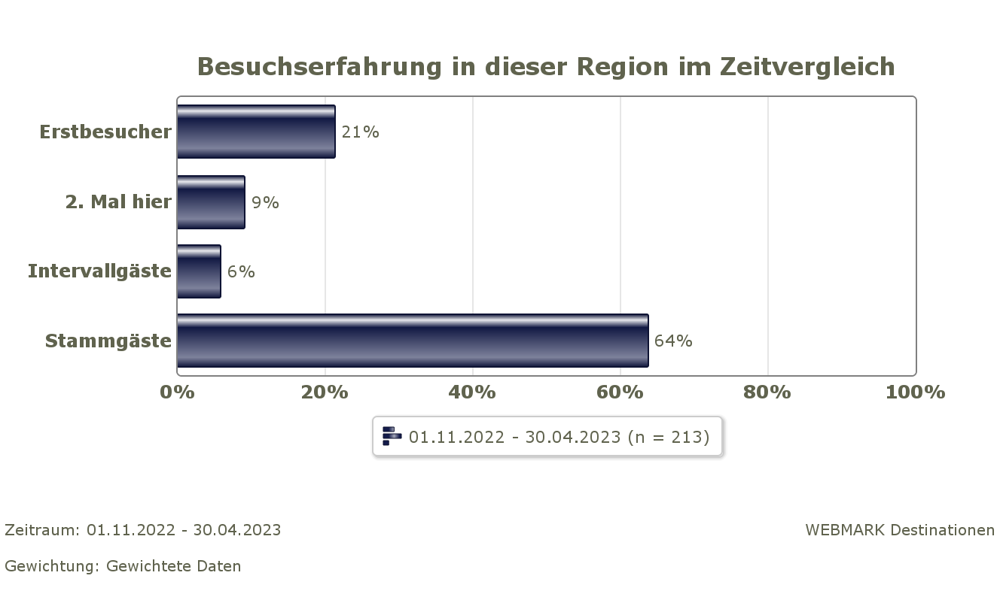 Besuchserfahrung in dieser Region im Zeitvergleich
Erstbesucher 21%
2. Mal hier 9%
Intervallgäste 6%
Stammgäste 64%
0% 20% 40% 60% 80% 100%
01.11.2022 - 30.04.2023 (n = 213)
Zeitraum: 01.11.2022 - 30.04.2023 WEBMARK Destinationen
Gewichtung: Gewichtete Daten